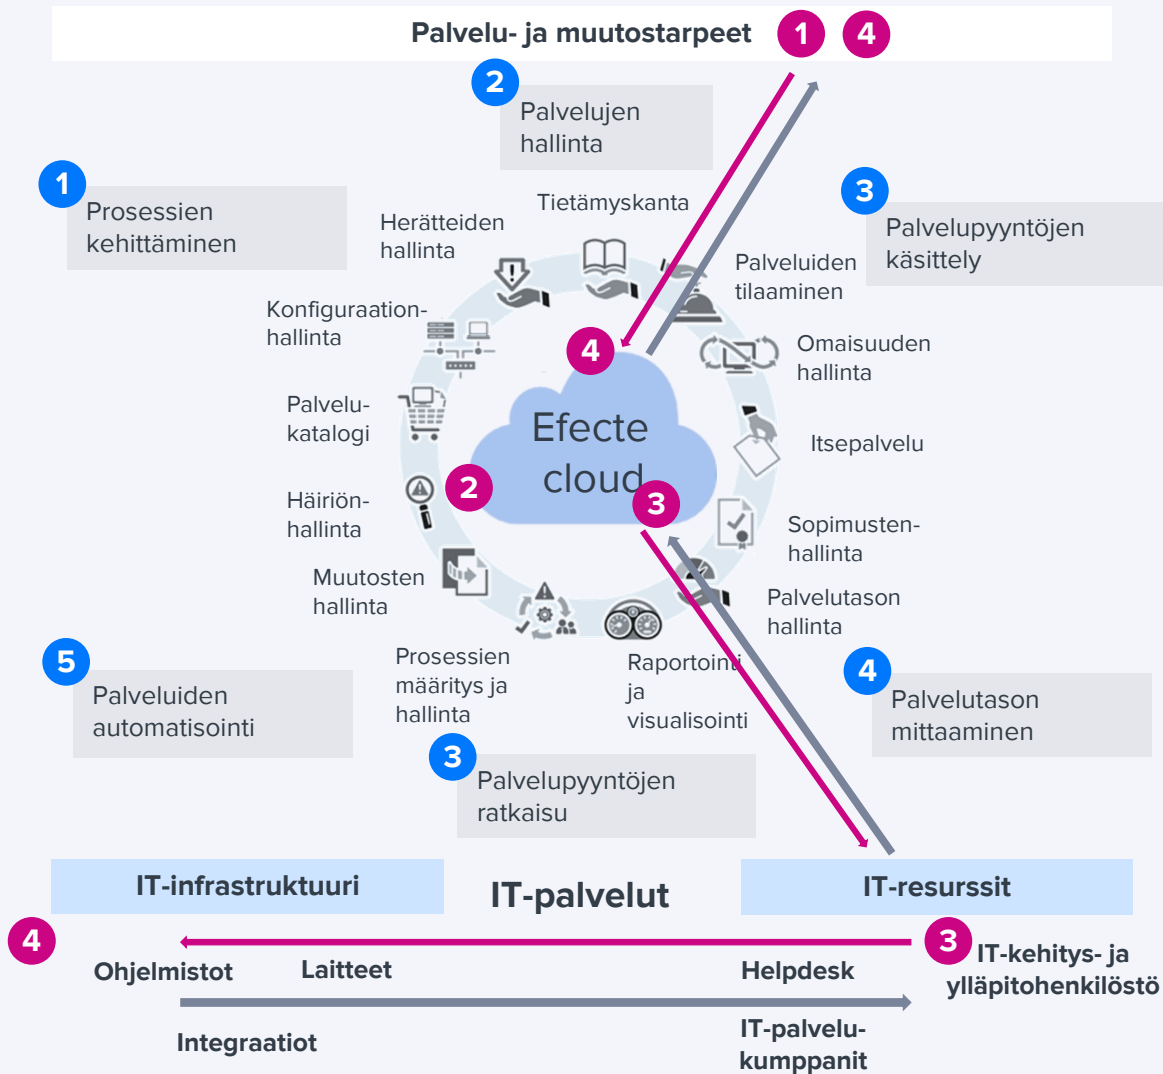 Palvelu- ja muutostarpeet 1 4
2
Palvelujen
hallinta
1
Prosessien
kehittäminen
3
Palvelupyyntöjen
käsittely
Tietämyskanta
Herätteiden
hallinta
Palveluiden
tilaaminen
Konfiguraation-
hallinta
Omaisuuden
hallinta
4
Palvelu-
katalogi
Efecte
cloud
Itsepalvelu
2
3
Häiriön-
hallinta
Sopimusten-
hallinta
Muutosten
hallinta
Palvelutason
hallinta
Prosessien
määritys ja
hallinta
Raportointi
ja
visualisointi
5
Palveluiden
automatisointi
4
Palvelutason
mittaaminen
3
Palvelupyyntöjen
ratkaisu
IT-infrastruktuuri
IT-palvelut
IT-resurssit
4
3
Ohjelmistot
Laitteet
Helpdesk
IT-kehitys- ja
ylläpitohenkilöstö
Integraatiot
IT-palvelu-
kumppanit